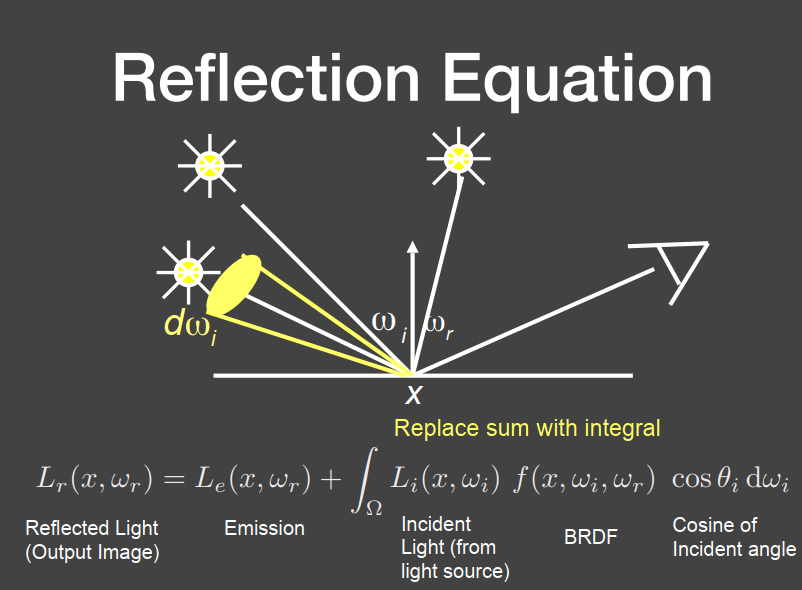 Reflection Equation
dωᵢ
ωᵢ ωᵣ
x
Replace sum with integral
Lᵣ(x, ωᵣ) = Lₑ(x, ωᵣ) + ∫_Ω Lᵢ(x, ωᵢ) f(x, ωᵢ, ωᵣ) cos θᵢ dωᵢ
Reflected Light
(Output Image)
Emission
Incident
Light (from
light source)
BRDF
Cosine of
Incident angle